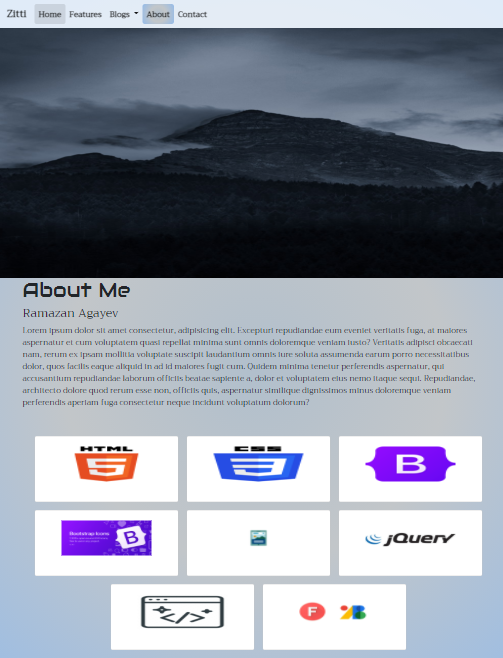 Zitti Home Features Blogs About Contact
About Me
Ramazan Agayev
Lorem ipsum dolor sit amet consectetur, adipisicing elit. Excepturi repudiandae eum eveniet veritatis fuga, at maiores
aspernatur et cum voluptatem quasi repellat minima sunt omnis doloremque veniam iusto? Veritatis adipisci obcaecati
nam, rerum ex ipsam mollitia voluptate suscipit laudantium omnis iure soluta assumenda earum porro necessitatibus
dolor, quos facilis eaque aliquid in ad id maiores fugit cum. Quidem minima tenetur perferendis aspernatur, qui
accusantium repudiandae laborum officiis beatae sapiente a, dolor et voluptatem eius nemo itaque sequi. Repudiandae,
architecto dolore quod rerum esse non, officiis quis, aspernatur similique dignissimos minus doloremque veniam
perferendis aperiam fuga consectetur neque incidunt voluptatum dolorum?
HTML 5 CSS 3 B
Bootstrap Icons B jQuery
</> F